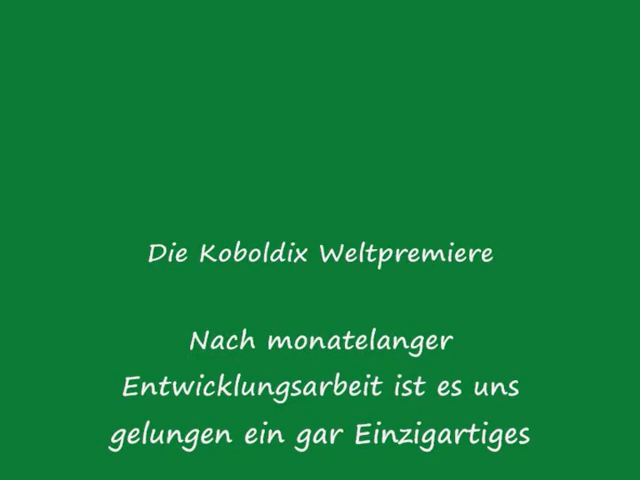 Die Koboldix Weltpremiere
Nach monatelanger
Entwicklungsarbeit ist es uns
gelungen ein gar Einzigartiges